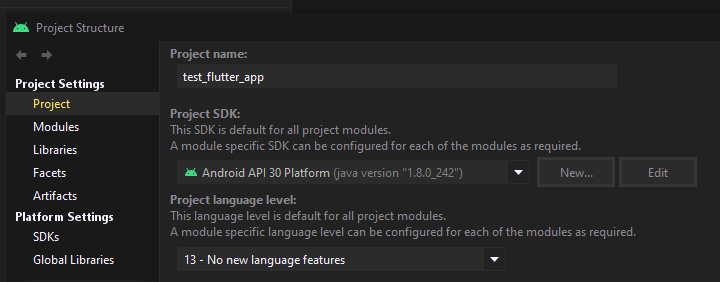 Project Structure
Project name:
Project Settings
test_flutter_app
Project
Project SDK:
Modules
This SDK is default for all project modules.
Libraries
A module specific SDK can be configured for each of the modules as required.
Facets
Android API 30 Platform (java version "1.8.0_242")
New...
Edit
Artifacts
Project language level:
Platform Settings
This language level is default for all project modules.
SDKs
A module specific language level can be configured for each of the modules as required.
Global Libraries
13 - No new language features